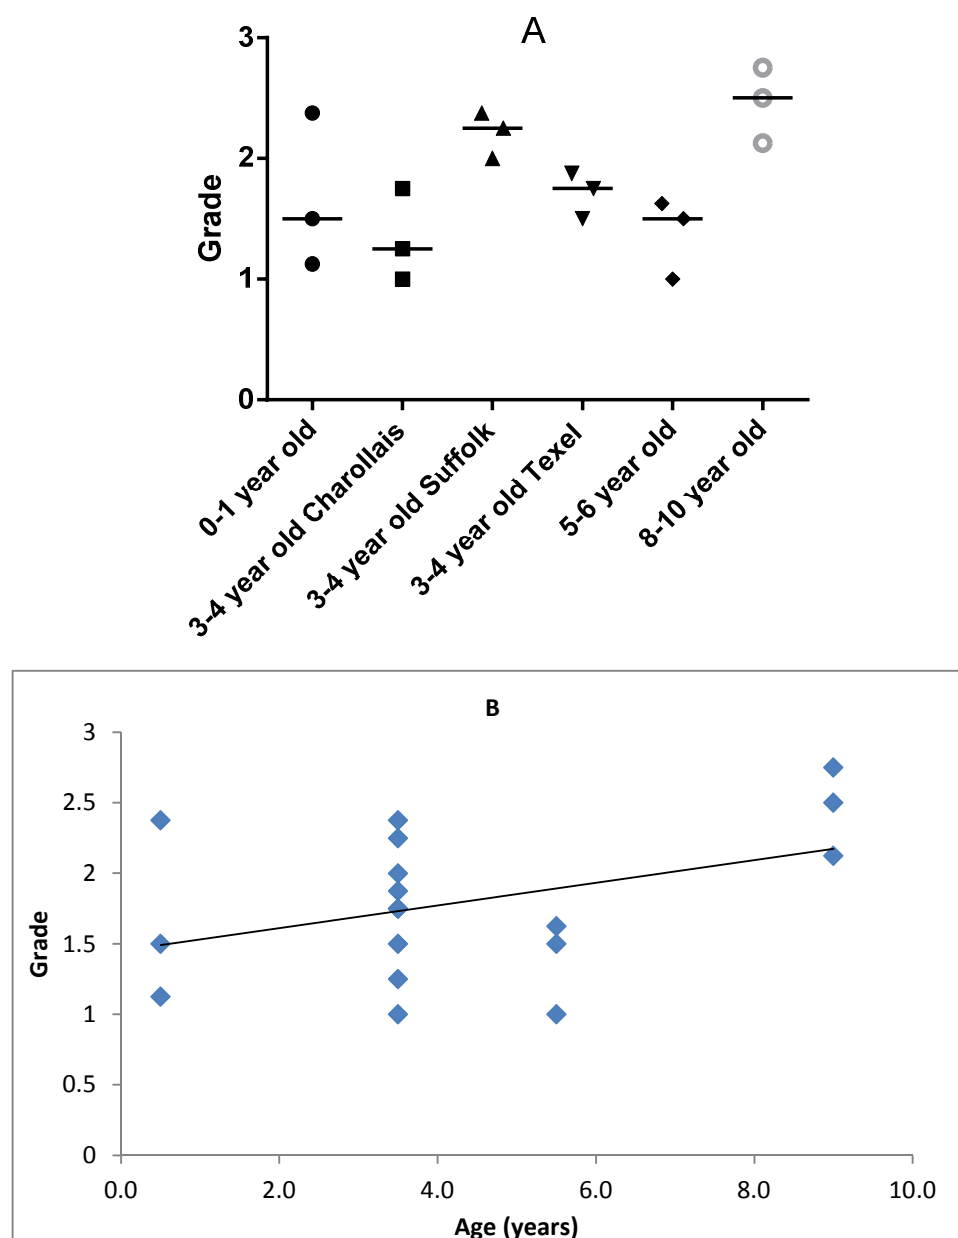 A
3
2
1
0
Grade
0-1 year old
3-4 year old Charollais
3-4 year old Suffolk
3-4 year old Texel
5-6 year old
8-10 year old
B
3
2.5
2
1.5
1
0.5
0
Grade
0.0 2.0 4.0 6.0 8.0 10.0
Age (years)